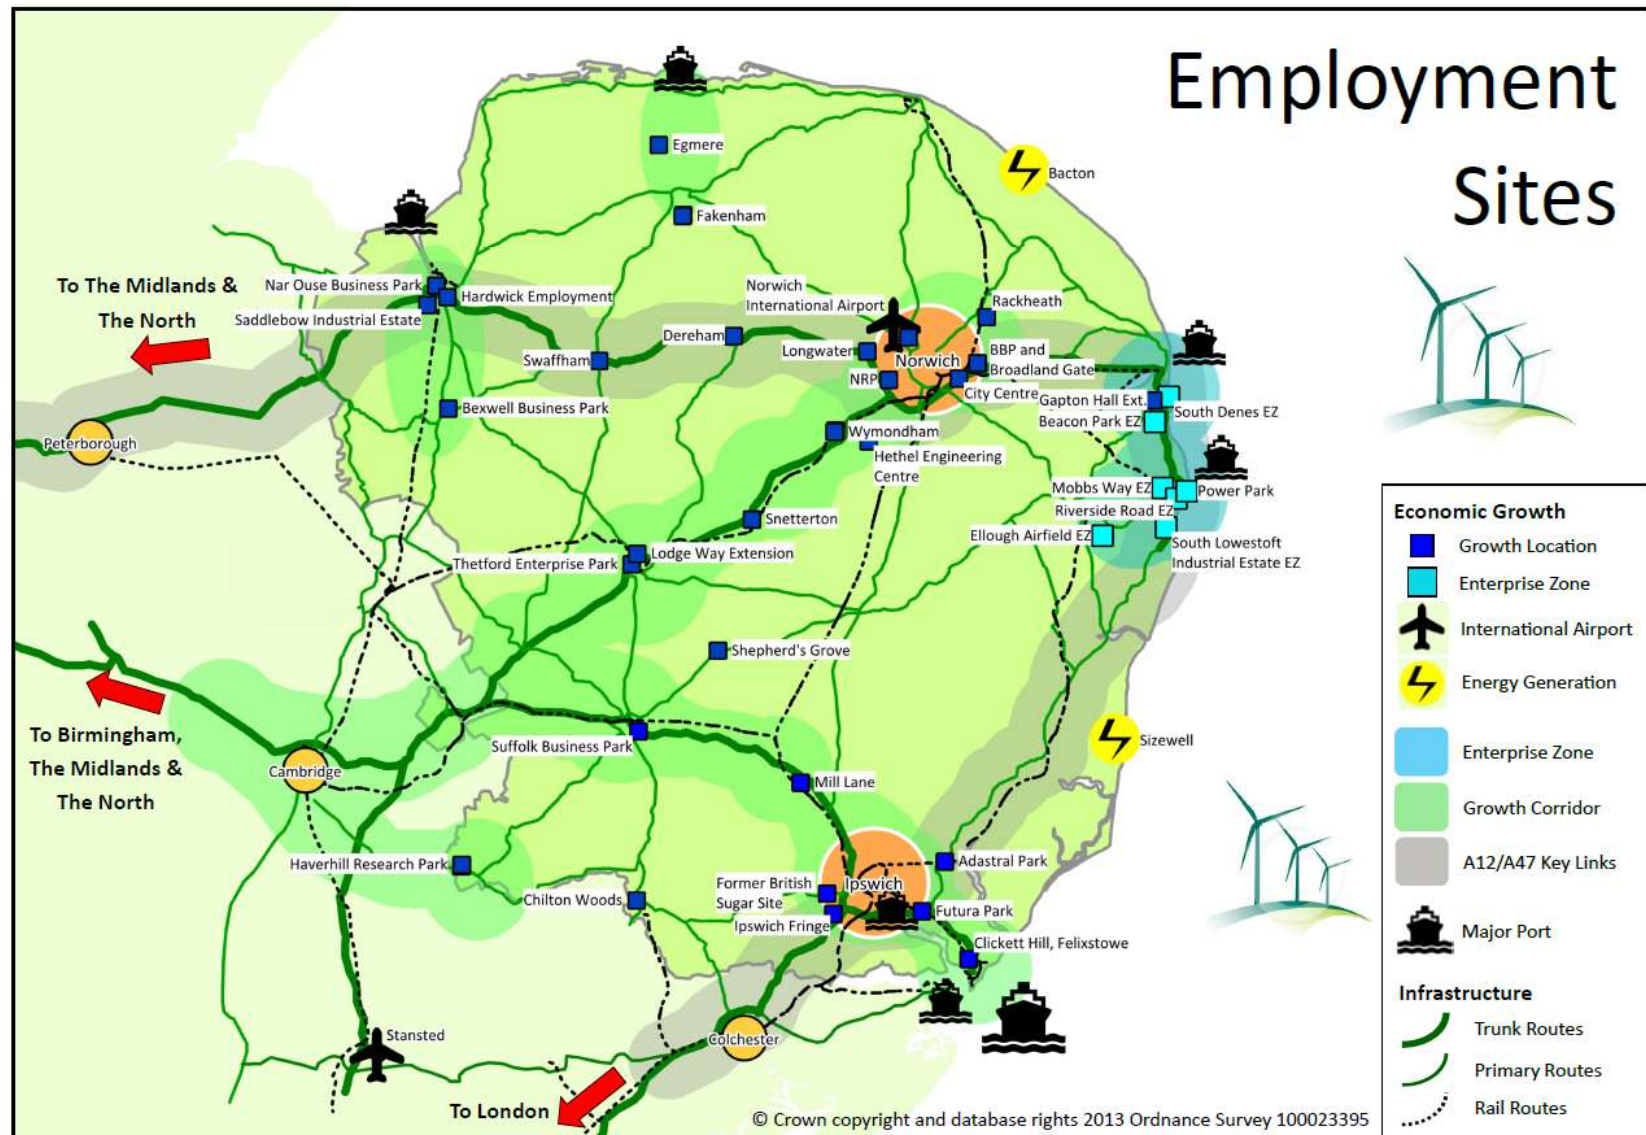 Employment
Sites
Egmere
Bacton
Fakenham
To The Midlands &
The North
Nar Ouse Business Park
Hardwick Employment
Saddlebow Industrial Estate
Norwich
International Airport
Rackheath
Dereham
Longwater
Swaffham
Norwich
BBP and
Broadland Gate
NRP
City Centre
Gapton Hall Ext.
South Denes EZ
Beacon Park EZ
Bexwell Business Park
Peterborough
Wymondham
Hethel Engineering
Centre
Mobbs Way EZ
Power Park
Riverside Road EZ
Snetterton
Ellough Airfield EZ
South Lowestoft
Industrial Estate EZ
Lodge Way Extension
Thetford Enterprise Park
Shepherd's Grove
To Birmingham,
The Midlands &
The North
Suffolk Business Park
Sizewell
Cambridge
Mill Lane
Haverhill Research Park
Adastral Park
Former British
Sugar Site
Ipswich
Chilton Woods
Ipswich Fringe
Futura Park
Clickett Hill, Felixstowe
Stansted
Colchester
To London
Economic Growth
Growth Location
Enterprise Zone
International Airport
Energy Generation
Enterprise Zone
Growth Corridor
A12/A47 Key Links
Major Port
Infrastructure
Trunk Routes
Primary Routes
Rail Routes
© Crown copyright and database rights 2013 Ordnance Survey 100023395